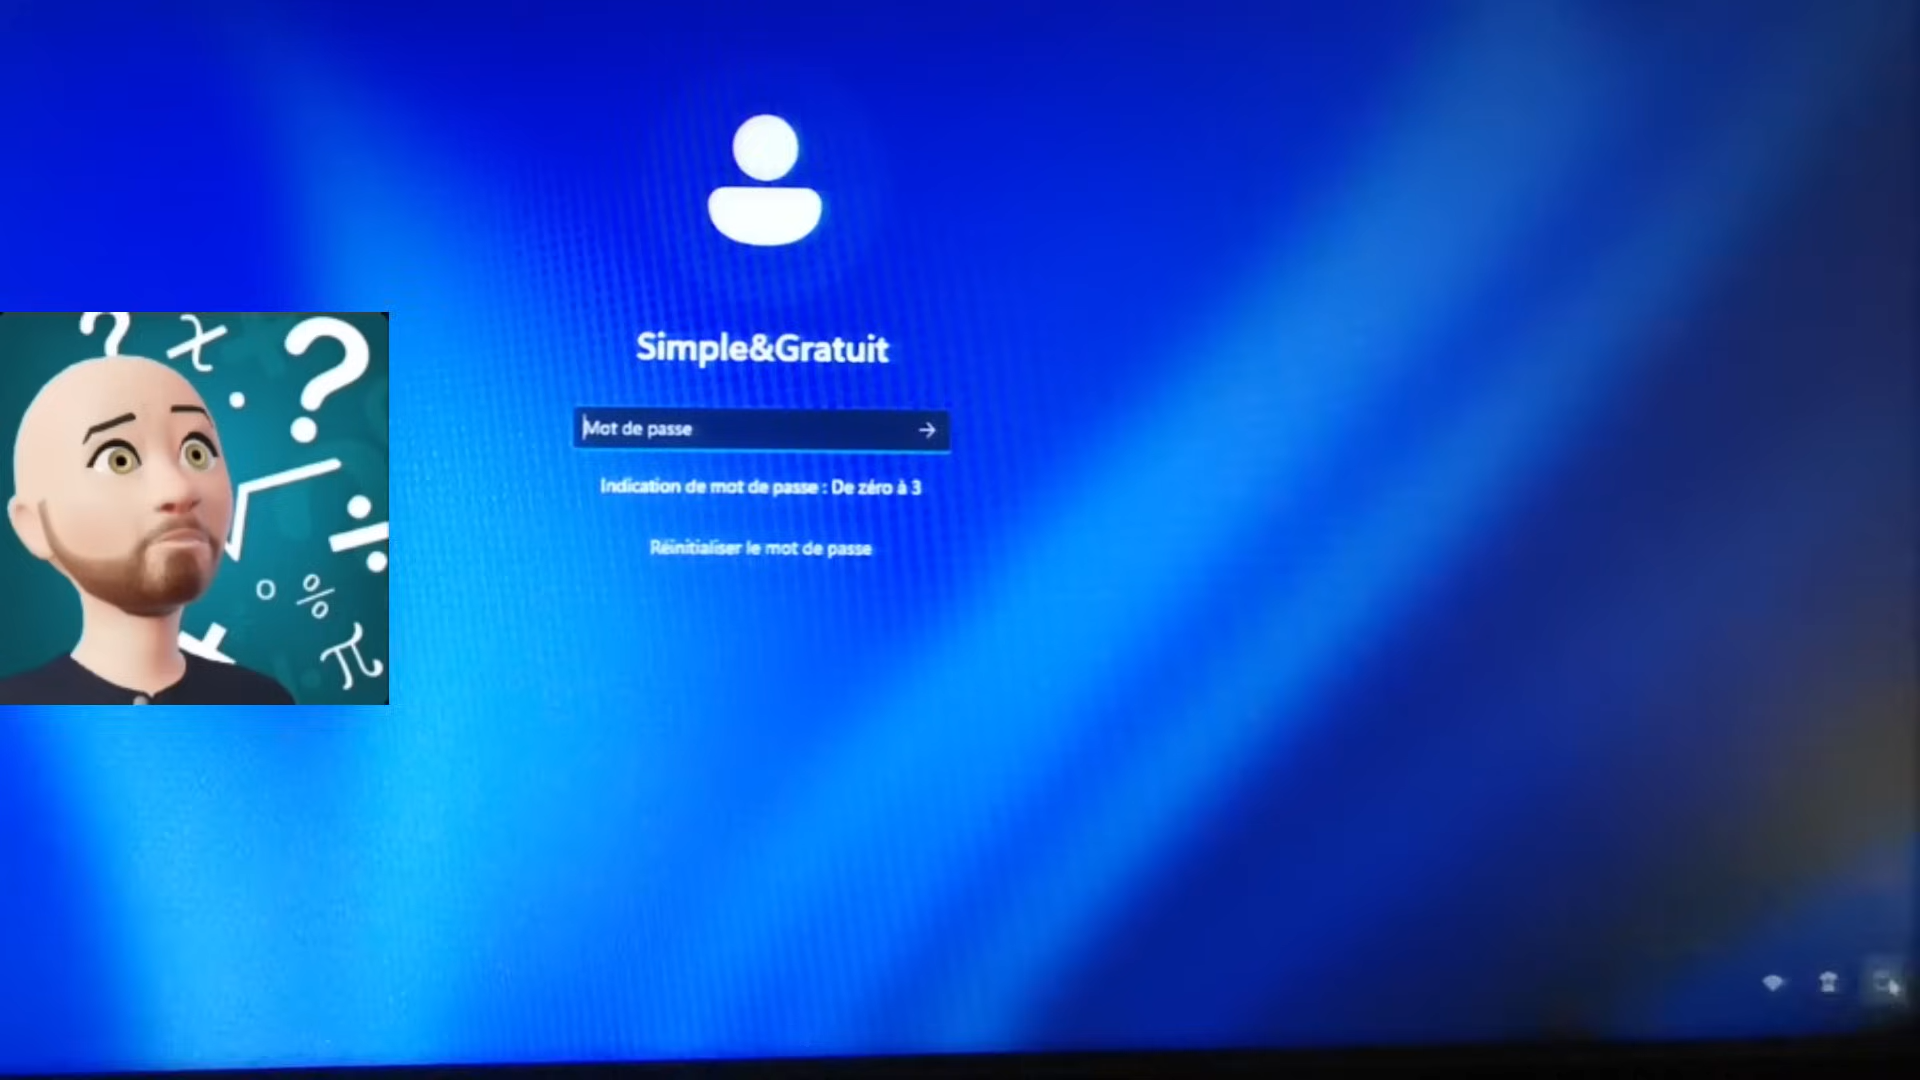 Simple&Gratuit
Mot de passe
Indication de mot de passe : De zéro à 3
Réinitialiser le mot de passe
? x ?
√ ÷
° %
+ π